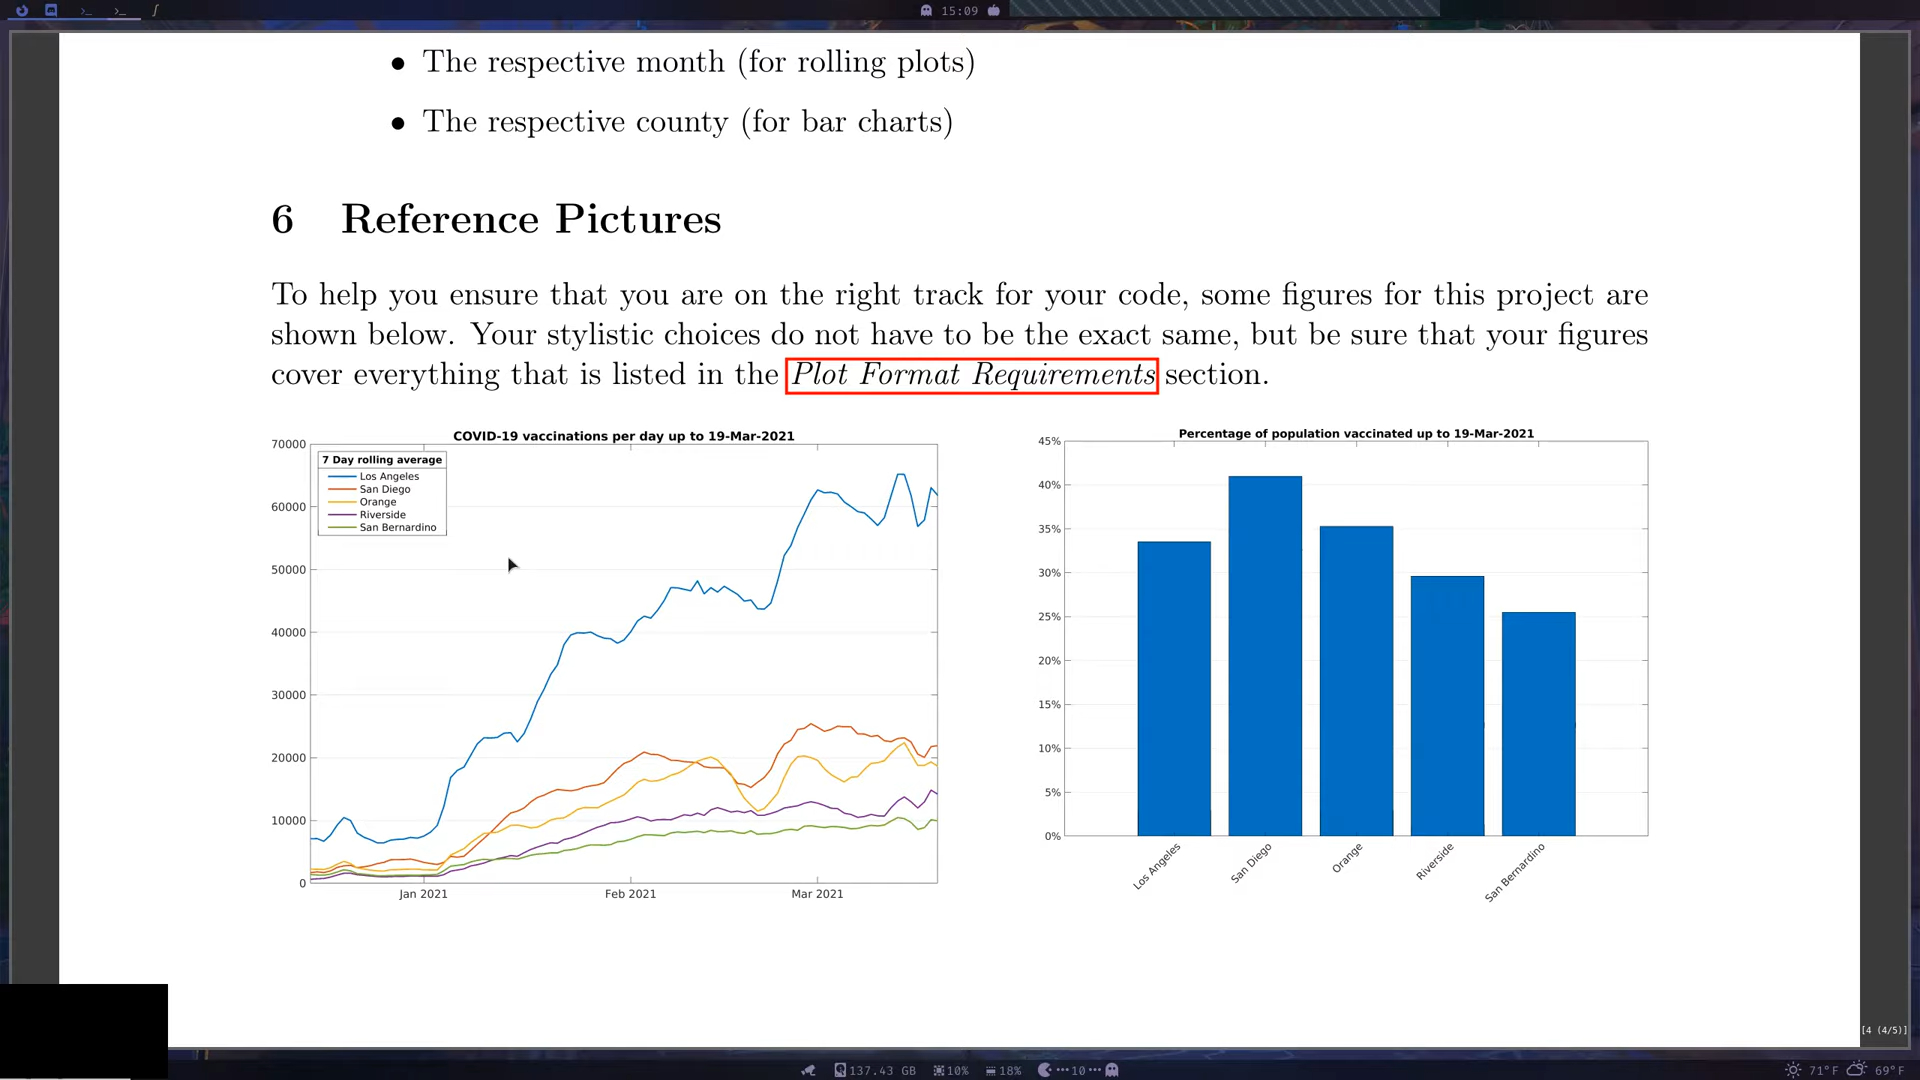 15:09
• The respective month (for rolling plots)
• The respective county (for bar charts)
6 Reference Pictures
To help you ensure that you are on the right track for your code, some figures for this project are
shown below. Your stylistic choices do not have to be the exact same, but be sure that your figures
cover everything that is listed in the Plot Format Requirements section.
COVID-19 vaccinations per day up to 19-Mar-2021
70000
60000
50000
40000
30000
20000
10000
0
7 Day rolling average
Los Angeles
San Diego
Orange
Riverside
San Bernardino
Jan 2021 Feb 2021 Mar 2021
Percentage of population vaccinated up to 19-Mar-2021
45%
40%
35%
30%
25%
20%
15%
10%
5%
0%
Los Angeles
San Diego
Orange
Riverside
San Bernardino
[4 (4/5)]
137.43 GB 10% 18% ···10··· 71°F 69°F